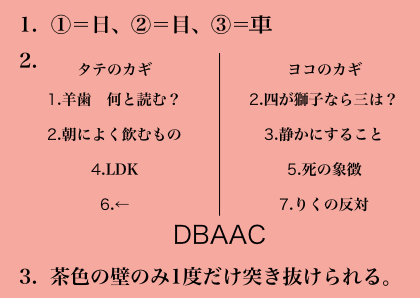 1. ①＝日、②＝目、③＝車
2.
タテのカギ
1.羊歯　何と読む？
2.朝によく飲むもの
4.LDK
6.←
ヨコのカギ
2.四が獅子なら三は？
3.静かにすること
5.死の象徴
7.りくの反対
DBAAC
3. 茶色の壁のみ1度だけ突き抜けられる。